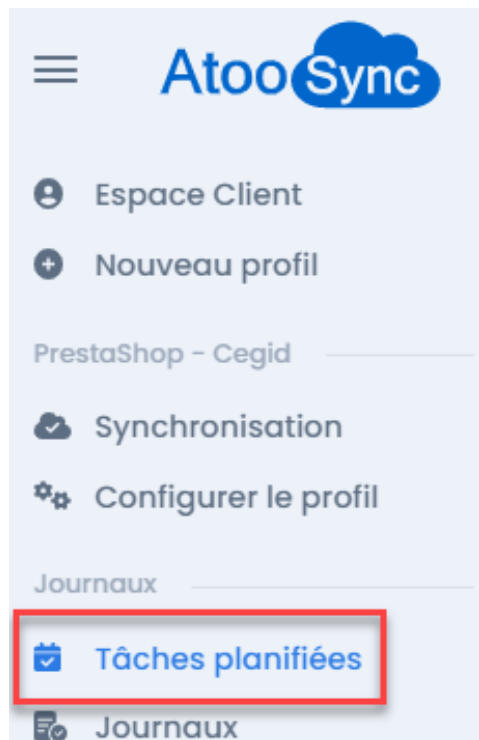 AtooSync
Espace Client
Nouveau profil
PrestaShop - Cegid
Synchronisation
Configurer le profil
Journaux
Tâches planifiées
Journaux